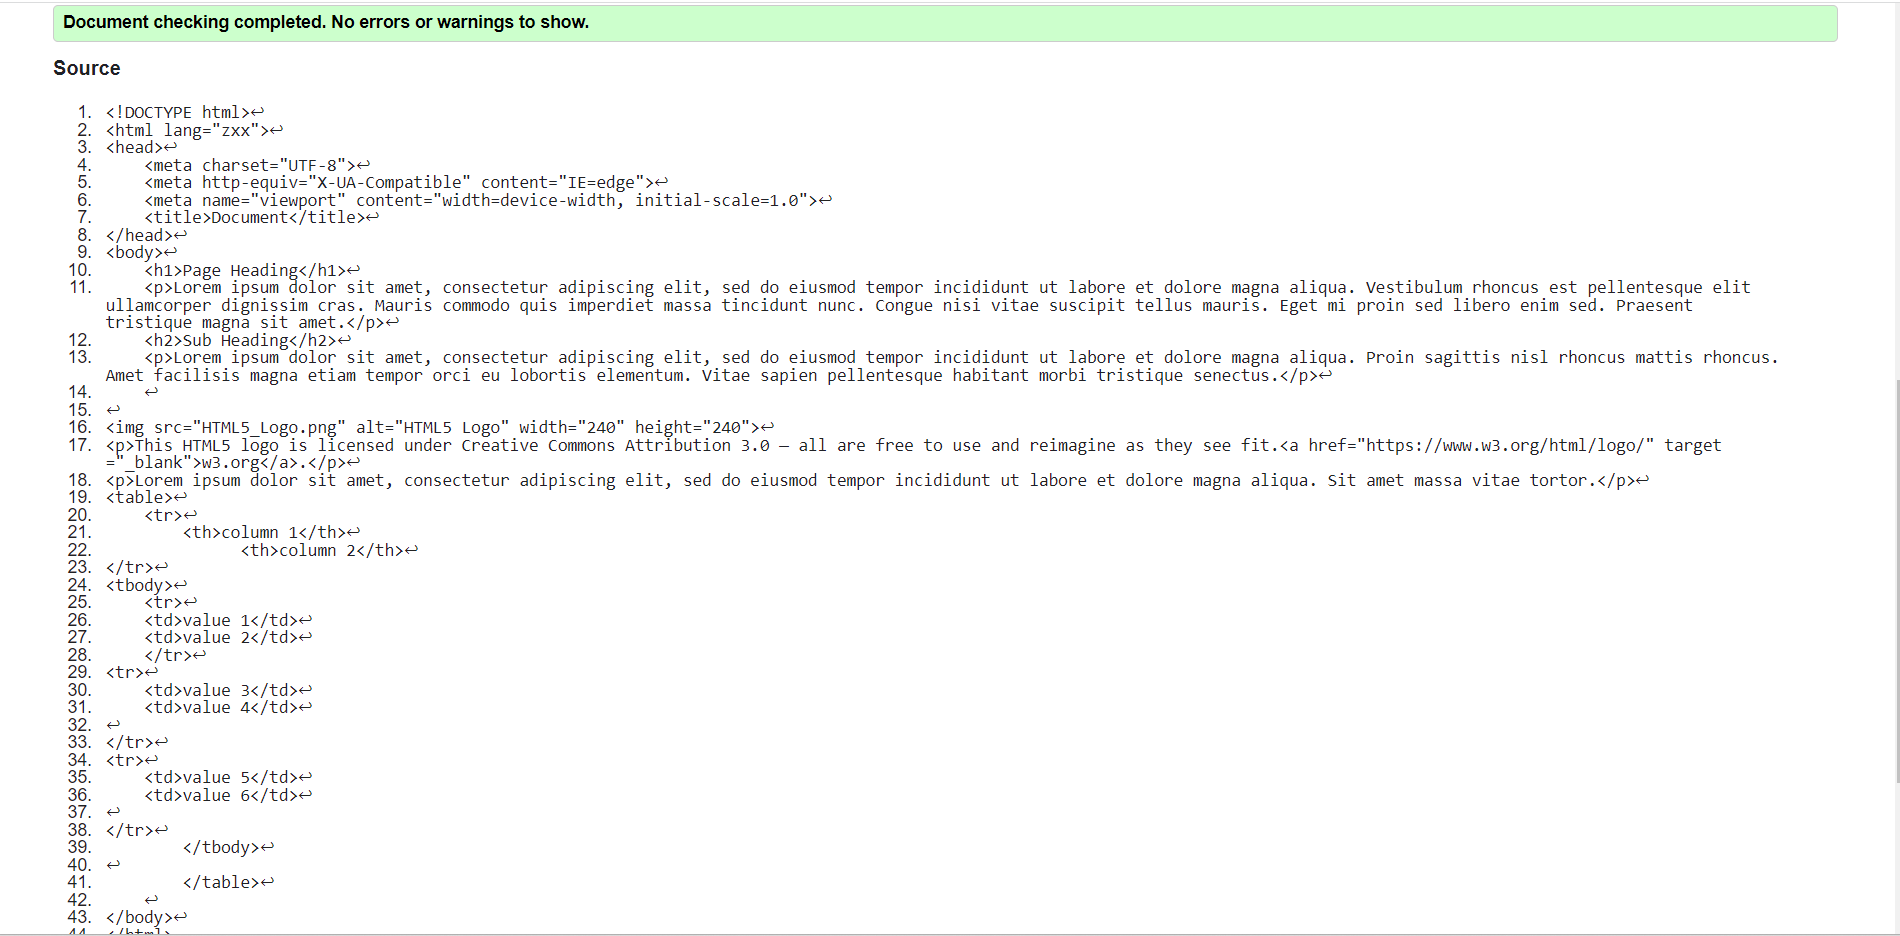 Document checking completed. No errors or warnings to show.
Source
1. <!DOCTYPE html>↩
2. <html lang="zxx">↩
3. <head>↩
4.     <meta charset="UTF-8">↩
5.     <meta http-equiv="X-UA-Compatible" content="IE=edge">↩
6.     <meta name="viewport" content="width=device-width, initial-scale=1.0">↩
7.     <title>Document</title>↩
8. </head>↩
9. <body>↩
10.     <h1>Page Heading</h1>↩
11.     <p>Lorem ipsum dolor sit amet, consectetur adipiscing elit, sed do eiusmod tempor incididunt ut labore et dolore magna aliqua. Vestibulum rhoncus est pellentesque elit
ullamcorper dignissim cras. Mauris commodo quis imperdiet massa tincidunt nunc. Congue nisi vitae suscipit tellus mauris. Eget mi proin sed libero enim sed. Praesent
tristique magna sit amet.</p>↩
12.     <h2>Sub Heading</h2>↩
13.     <p>Lorem ipsum dolor sit amet, consectetur adipiscing elit, sed do eiusmod tempor incididunt ut labore et dolore magna aliqua. Proin sagittis nisl rhoncus mattis rhoncus.
Amet facilisis magna etiam tempor orci eu lobortis elementum. Vitae sapien pellentesque habitant morbi tristique senectus.</p>↩
14.     ↩
15. ↩
16. <img src="HTML5_Logo.png" alt="HTML5 Logo" width="240" height="240">↩
17. <p>This HTML5 logo is licensed under Creative Commons Attribution 3.0 – all are free to use and reimagine as they see fit.<a href="https://www.w3.org/html/logo/" target
="_blank">w3.org</a>.</p>↩
18. <p>Lorem ipsum dolor sit amet, consectetur adipiscing elit, sed do eiusmod tempor incididunt ut labore et dolore magna aliqua. Sit amet massa vitae tortor.</p>↩
19. <table>↩
20.     <tr>↩
21.         <th>column 1</th>↩
22.               <th>column 2</th>↩
23. </tr>↩
24. <tbody>↩
25.     <tr>↩
26.     <td>value 1</td>↩
27.     <td>value 2</td>↩
28.     </tr>↩
29. <tr>↩
30.     <td>value 3</td>↩
31.     <td>value 4</td>↩
32. ↩
33. </tr>↩
34. <tr>↩
35.     <td>value 5</td>↩
36.     <td>value 6</td>↩
37. ↩
38. </tr>↩
39.         </tbody>↩
40. ↩
41.         </table>↩
42.     ↩
43. </body>↩
44. </html>